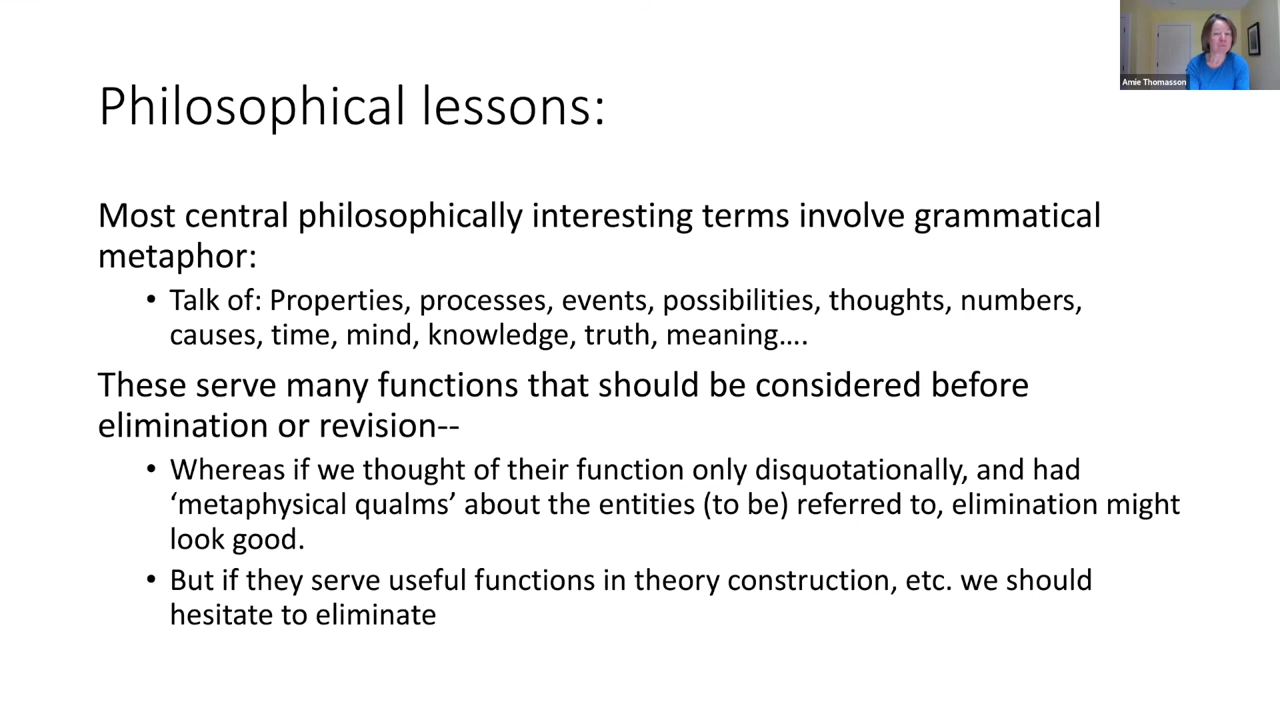 Amie Thomasson
Philosophical lessons:
Most central philosophically interesting terms involve grammatical
metaphor:
• Talk of: Properties, processes, events, possibilities, thoughts, numbers,
causes, time, mind, knowledge, truth, meaning….
These serve many functions that should be considered before
elimination or revision--
• Whereas if we thought of their function only disquotationally, and had
‘metaphysical qualms’ about the entities (to be) referred to, elimination might
look good.
• But if they serve useful functions in theory construction, etc. we should
hesitate to eliminate